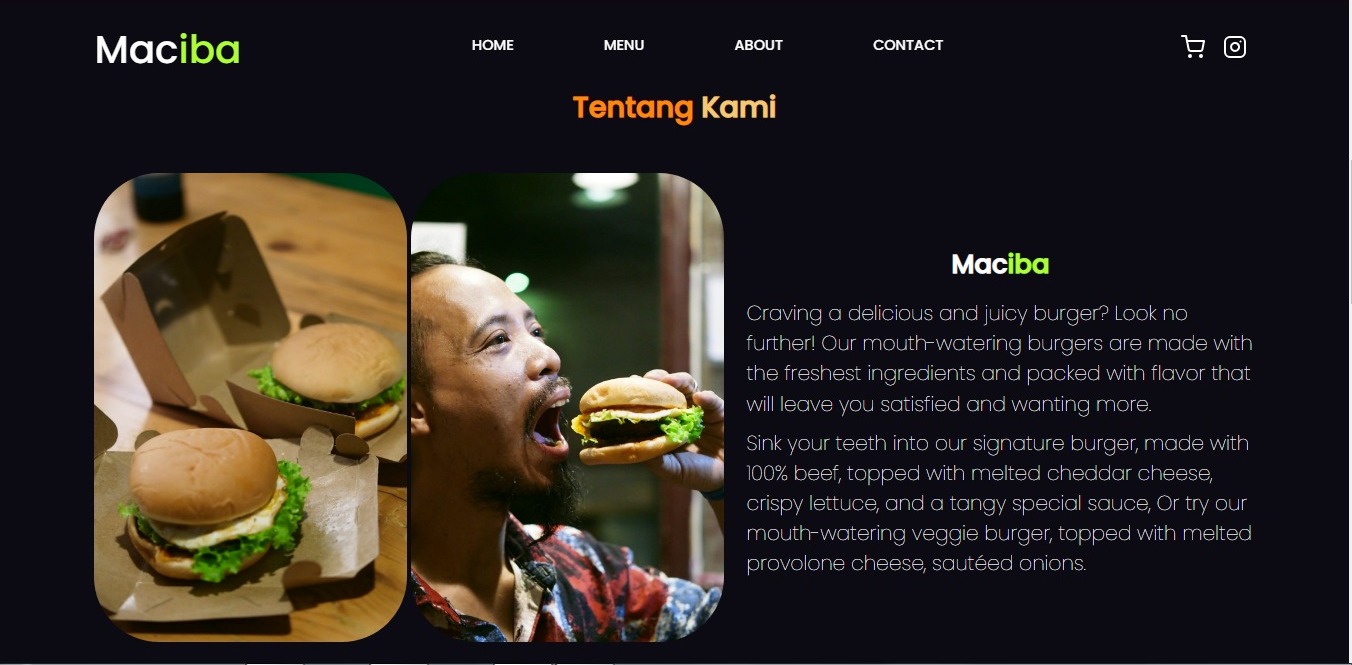 Maciba
HOME
MENU
ABOUT
CONTACT
Tentang Kami
Maciba
Craving a delicious and juicy burger? Look no
further! Our mouth-watering burgers are made with
the freshest ingredients and packed with flavor that
will leave you satisfied and wanting more.
Sink your teeth into our signature burger, made with
100% beef, topped with melted cheddar cheese,
crispy lettuce, and a tangy special sauce, Or try our
mouth-watering veggie burger, topped with melted
provolone cheese, sautéed onions.